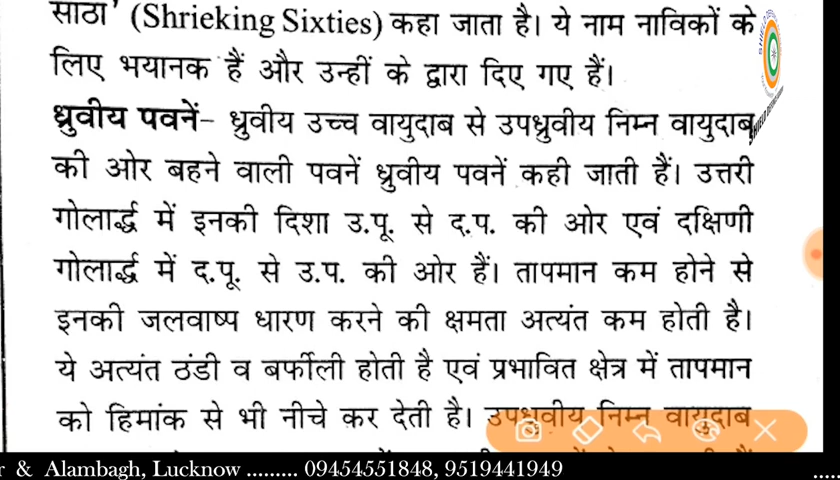 साठा' (Shrieking Sixties) कहा जाता है। ये नाम नाविकों के
लिए भयानक हैं और उन्हीं के द्वारा दिए गए हैं।
ध्रुवीय पवनें– ध्रुवीय उच्च वायुदाब से उपध्रुवीय निम्न वायुदाब
की ओर बहने वाली पवनें ध्रुवीय पवनें कही जाती हैं। उत्तरी
गोलार्द्ध में इनकी दिशा उ.पू. से द.प. की ओर एवं दक्षिणी
गोलार्द्ध में द.पू. से उ.प. की ओर हैं। तापमान कम होने से
इनकी जलवाष्प धारण करने की क्षमता अत्यंत कम होती है।
ये अत्यंत ठंडी व बर्फीली होती है एवं प्रभावित क्षेत्र में तापमान
को हिमांक से भी नीचे कर देती है। उपध्रुवीय निम्न वायुदाब
r & Alambagh, Lucknow ......... 09454551848, 9519441949 .....